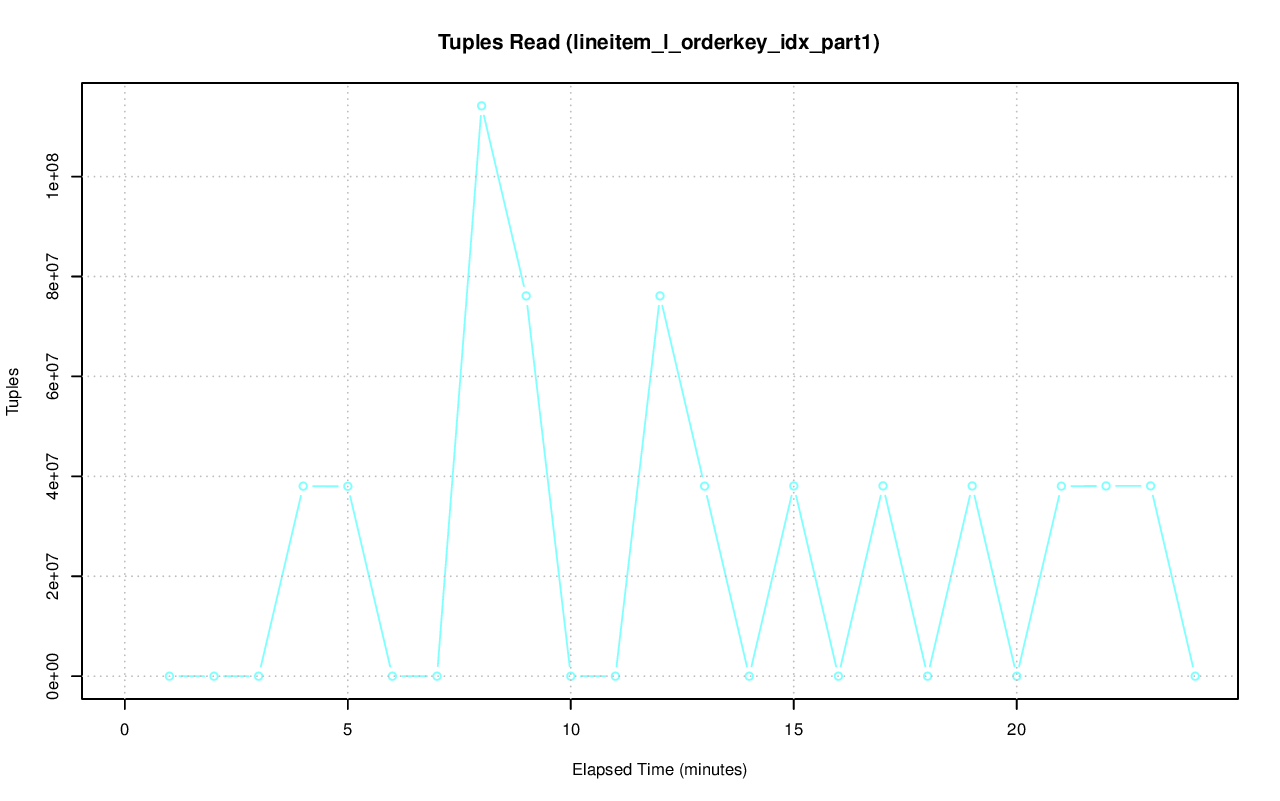 Tuples Read (lineitem_l_orderkey_idx_part1)
1e+08
8e+07
6e+07
4e+07
2e+07
0e+00
Tuples
0 5 10 15 20
Elapsed Time (minutes)